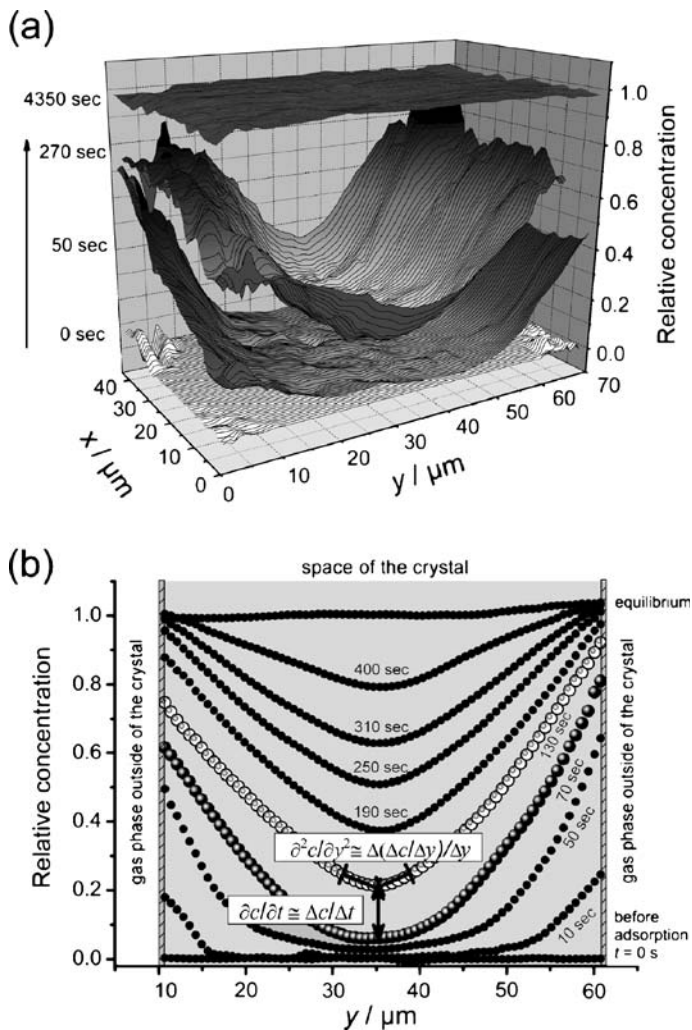 (a)
4350 sec
270 sec
50 sec
0 sec
1.0
0.8
0.6
0.4
0.2
0.0
Relative concentration
40
30
20
10
0
x / µm
0
10
20
30
40
50
60
70
y / µm
(b)
space of the crystal
Relative concentration
1.0
0.8
0.6
0.4
0.2
0.0
gas phase outside of the crystal
gas phase outside of the crystal
equilibrium
400 sec
310 sec
250 sec
190 sec
130 sec
70 sec
50 sec
10 sec
∂²c/∂y² ≅ Δ(Δc/Δy)/Δy
∂c/∂t ≅ Δc/Δt
before
adsorption
t = 0 s
10
20
30
40
50
60
y / µm